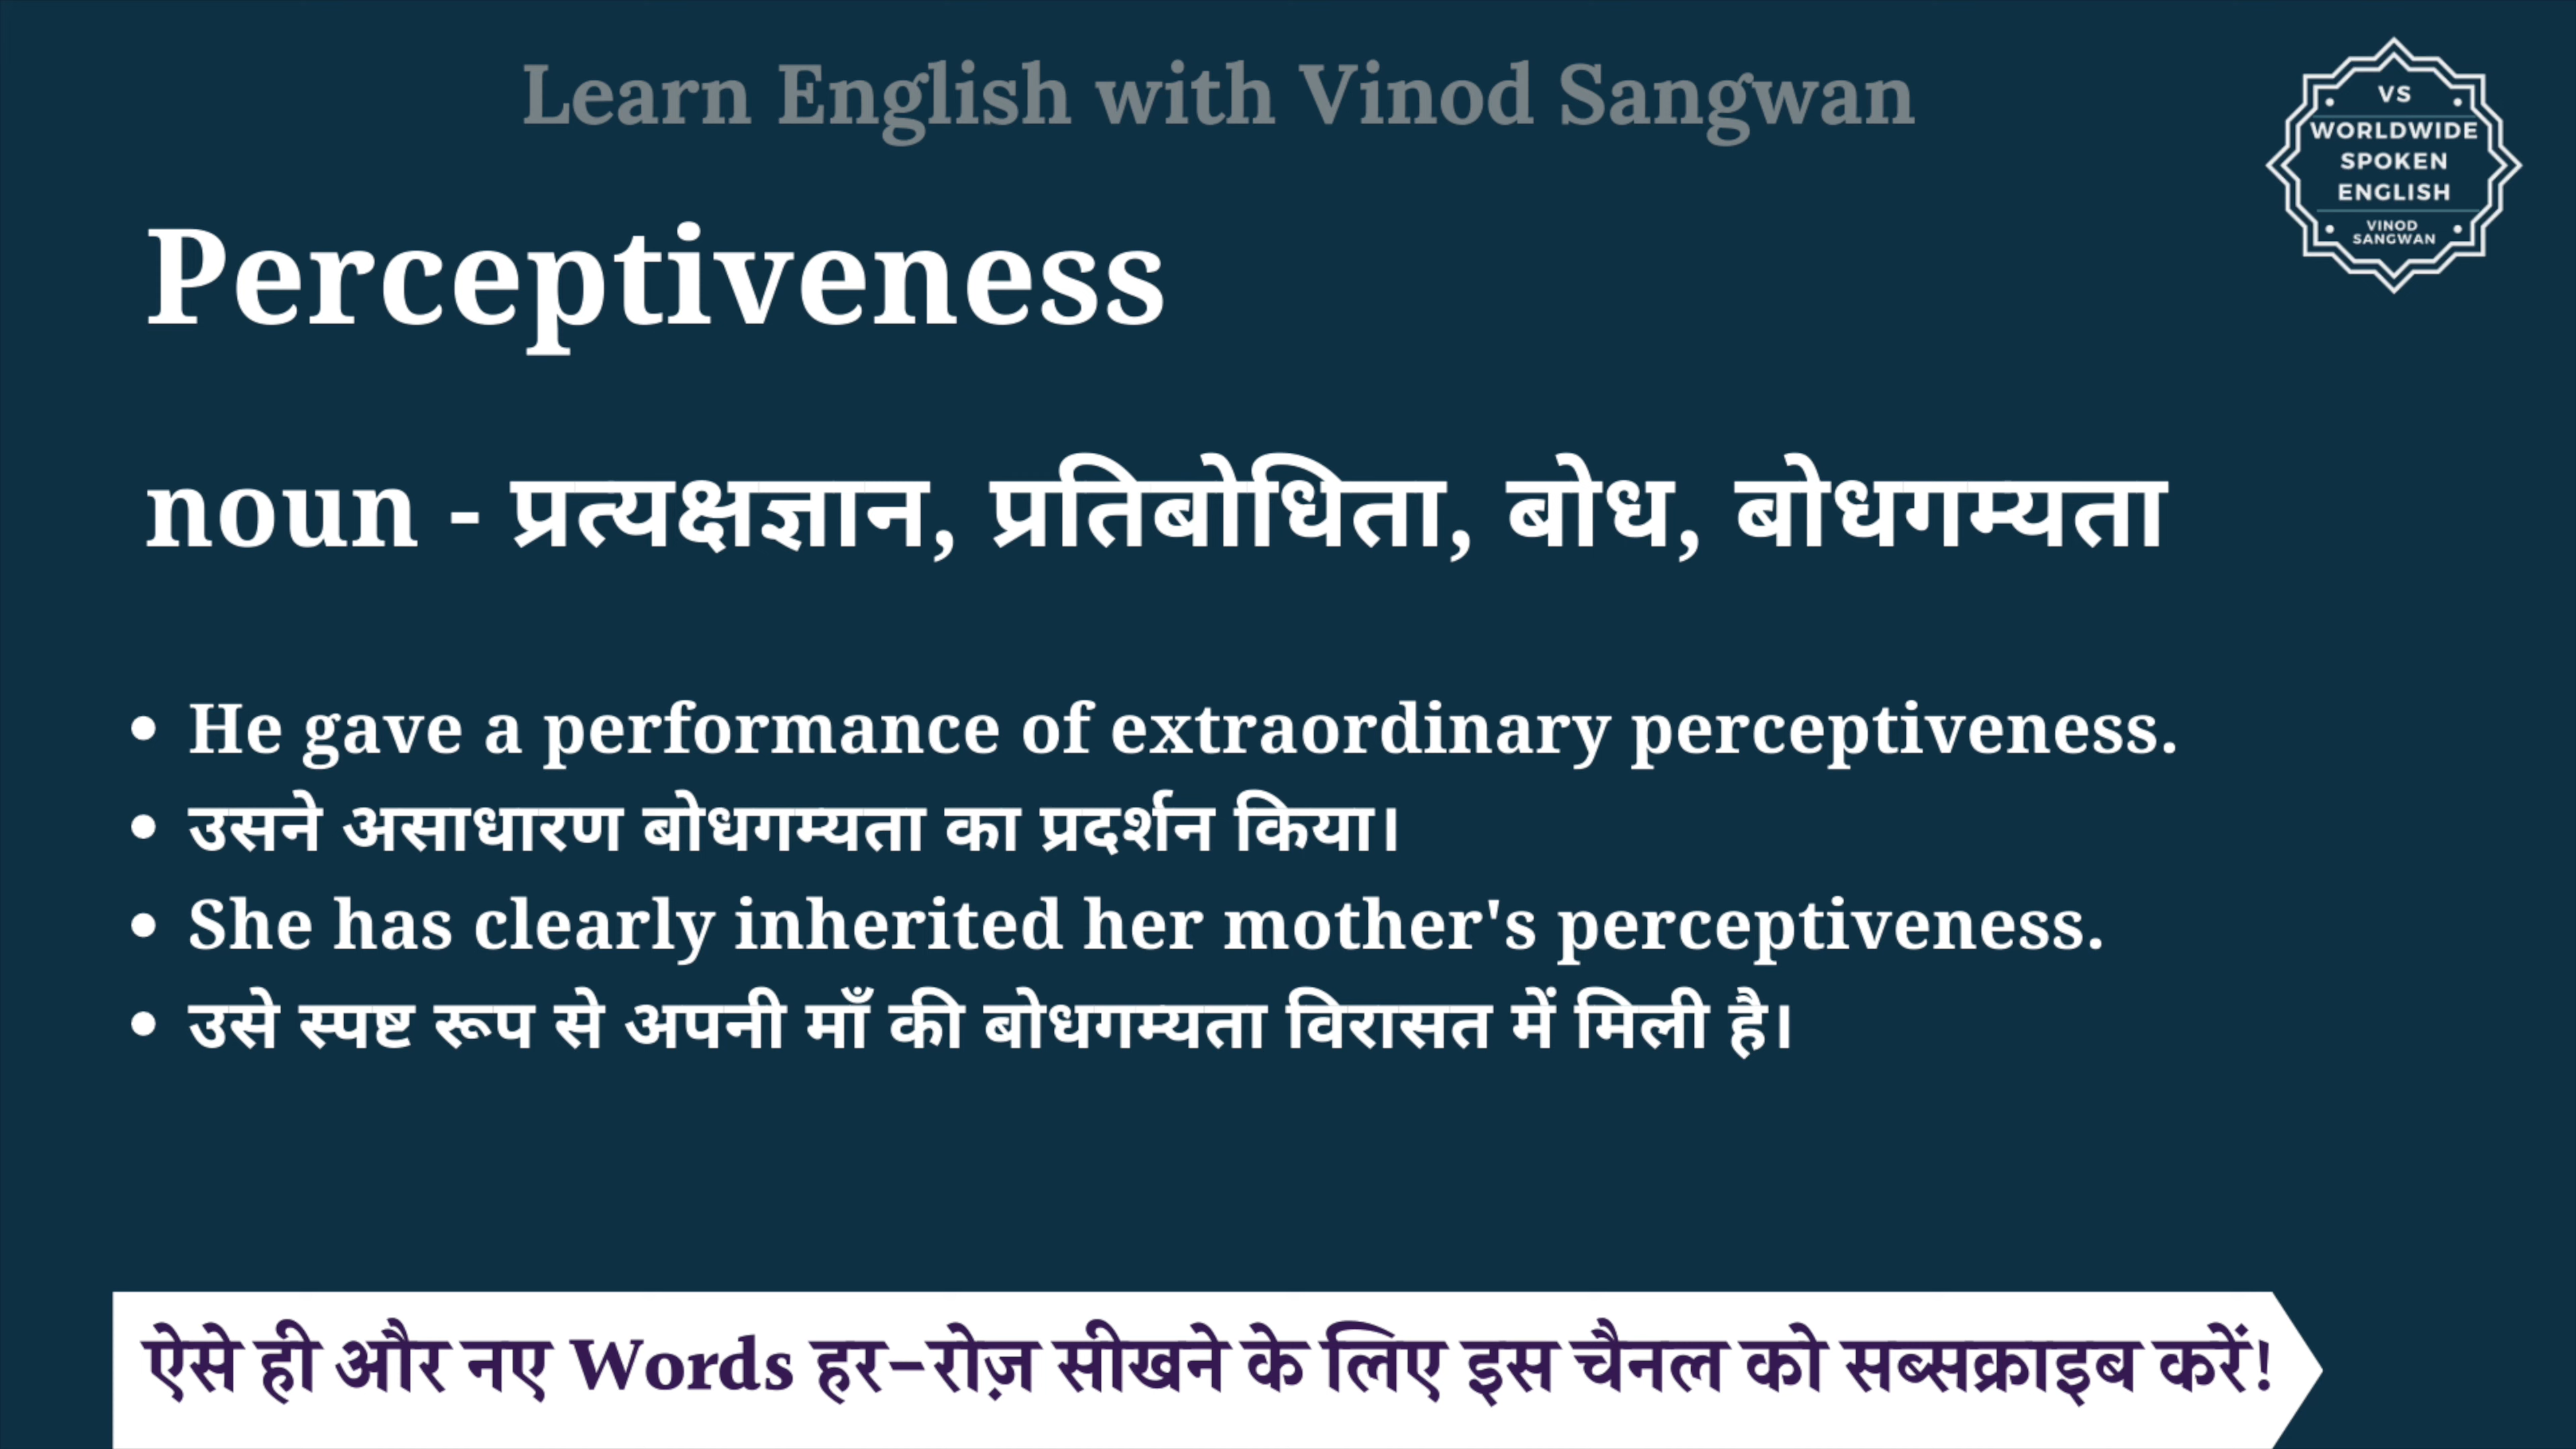 Learn English with Vinod Sangwan
VS
WORLDWIDE
SPOKEN
ENGLISH
VINOD
SANGWAN
Perceptiveness
noun - प्रत्यक्षज्ञान, प्रतिबोधिता, बोध, बोधगम्यता
• He gave a performance of extraordinary perceptiveness.
• उसने असाधारण बोधगम्यता का प्रदर्शन किया।
• She has clearly inherited her mother's perceptiveness.
• उसे स्पष्ट रूप से अपनी माँ की बोधगम्यता विरासत में मिली है।
ऐसे ही और नए Words हर-रोज़ सीखने के लिए इस चैनल को सब्सक्राइब करें!